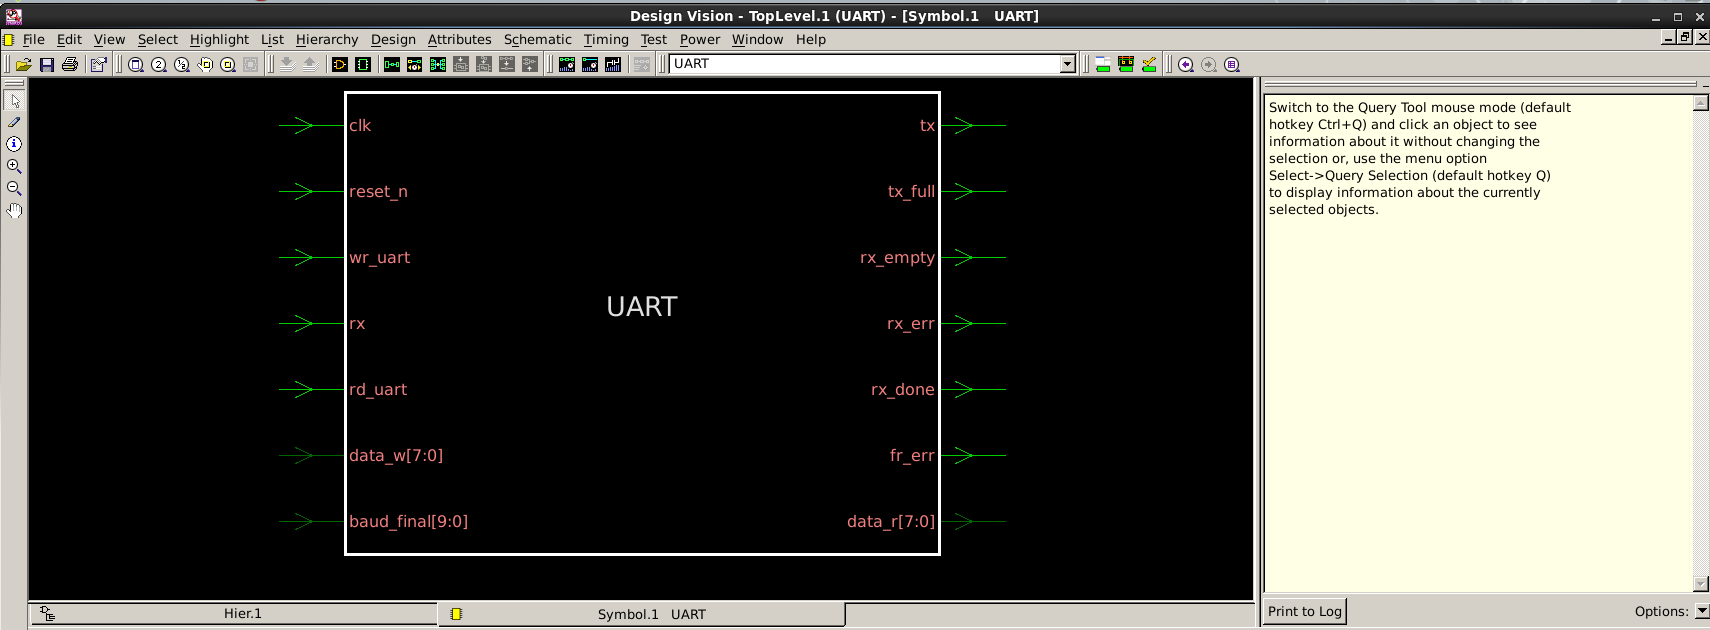 Design Vision - TopLevel.1 (UART) - [Symbol.1   UART]
File Edit View Select Highlight List Hierarchy Design Attributes Schematic Timing Test Power Window Help
UART
clk
reset_n
wr_uart
rx
rd_uart
data_w[7:0]
baud_final[9:0]
UART
tx
tx_full
rx_empty
rx_err
rx_done
fr_err
data_r[7:0]
Switch to the Query Tool mouse mode (default
hotkey Ctrl+Q) and click an object to see
information about it without changing the
selection or, use the menu option
Select->Query Selection (default hotkey Q)
to display information about the currently
selected objects.
Hier.1
Symbol.1   UART
Print to Log
Options: